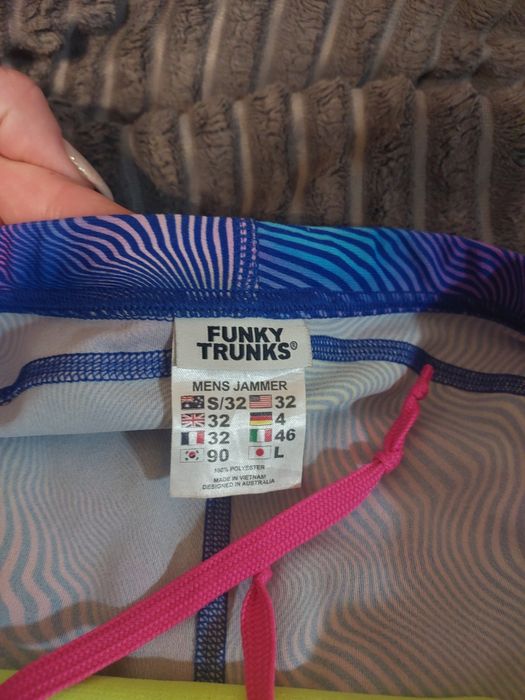 FUNKY
TRUNKS®
MENS JAMMER
S/32 32
32 4
32 46
90 L
100% POLYESTER
MADE IN VIETNAM
DESIGNED IN AUSTRALIA